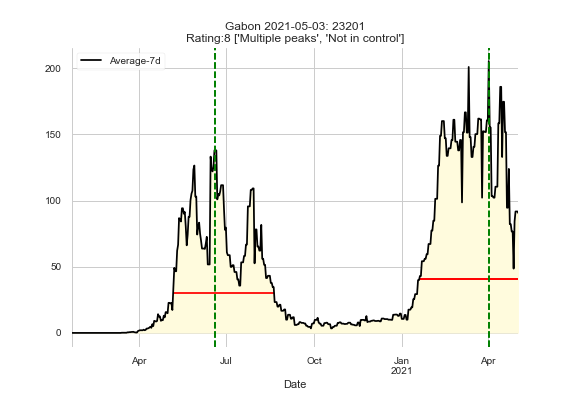 Gabon 2021-05-03: 23201
Rating:8 ['Multiple peaks', 'Not in control']
Average-7d
200
150
100
50
0
Apr
Jul
Oct
Jan
2021
Apr
Date